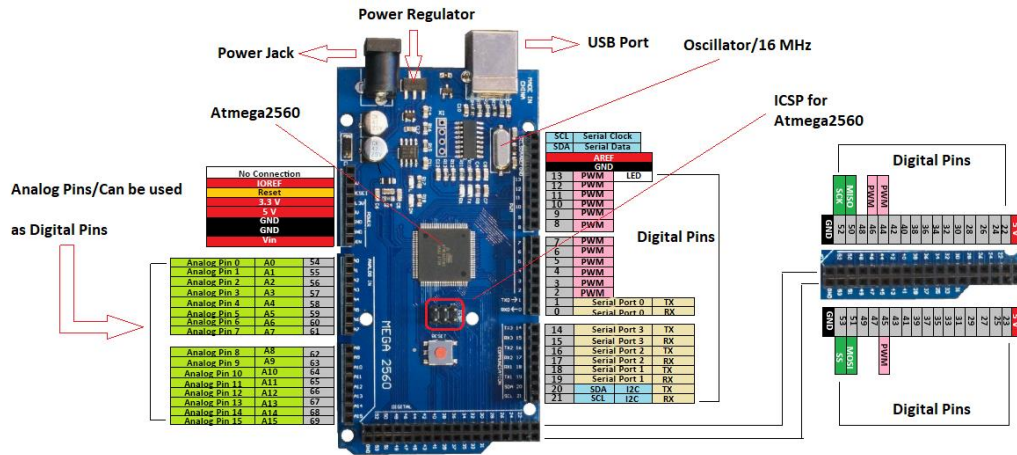 Power Regulator
Power Jack
USB Port
Oscillator/16 MHz
Atmega2560
ICSP for
Atmega2560
Analog Pins/Can be used
as Digital Pins
No Connection
IOREF
Reset
3.3 V
5 V
GND
GND
Vin
Analog Pin 0 A0 54
Analog Pin 1 A1 55
Analog Pin 2 A2 56
Analog Pin 3 A3 57
Analog Pin 4 A4 58
Analog Pin 5 A5 59
Analog Pin 6 A6 60
Analog Pin 7 A7 61
Analog Pin 8 A8 62
Analog Pin 9 A9 63
Analog Pin 10 A10 64
Analog Pin 11 A11 65
Analog Pin 12 A12 66
Analog Pin 13 A13 67
Analog Pin 14 A14 68
Analog Pin 15 A15 69
MADE IN
CHINA
RESET
MEGA 2560
COMMUNICATION
ANALOG IN
SCL Serial Clock
SDA Serial Data
AREF
GND
13 PWM LED
12 PWM
11 PWM
10 PWM
9 PWM
8 PWM
7 PWM
6 PWM
5 PWM
4 PWM
3 PWM
2 PWM
1 Serial Port 0 TX
0 Serial Port 0 RX
14 Serial Port 3 TX
15 Serial Port 3 RX
16 Serial Port 2 TX
17 Serial Port 2 RX
18 Serial Port 1 TX
19 Serial Port 1 RX
20 SDA I2C TX
21 SCL I2C RX
Digital Pins
Digital Pins
SCK MISO PWM PWM
GND 52 50 48 46 44 42 40 38 36 34 32 30 28 26 24 22 5 V
GND 53 51 49 47 45 43 41 39 37 35 33 31 29 27 25 23 5 V
SS MOSI PWM
Digital Pins